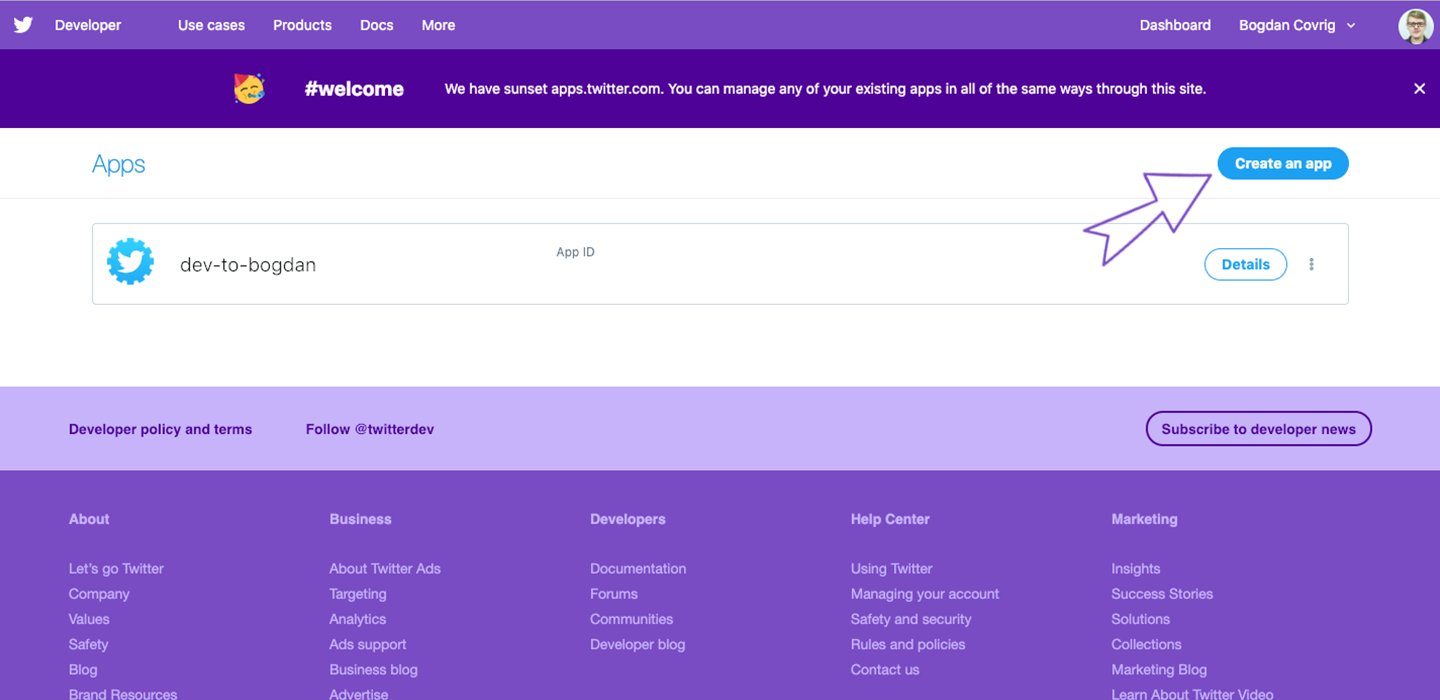 Developer Use cases Products Docs More Dashboard Bogdan Covrig
#welcome We have sunset apps.twitter.com. You can manage any of your existing apps in all of the same ways through this site.
Apps Create an app
dev-to-bogdan App ID Details
Developer policy and terms Follow @twitterdev Subscribe to developer news
About Business Developers Help Center Marketing
Let's go Twitter About Twitter Ads Documentation Using Twitter Insights
Company Targeting Forums Managing your account Success Stories
Values Analytics Communities Safety and security Solutions
Safety Ads support Developer blog Rules and policies Collections
Blog Business blog Contact us Marketing Blog
Brand Resources Advertise Learn About Twitter Video